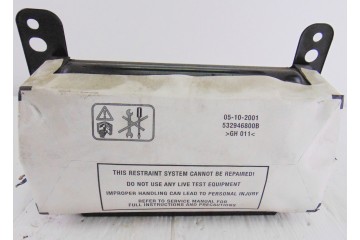 05-10-2001
532946800B
>GH 011<
THIS RESTRAINT SYSTEM CANNOT BE REPAIRED!
DO NOT USE ANY LIVE TEST EQUIPMENT
IMPROPER HANDLING CAN LEAD TO PERSONAL INJURY
REFER TO SERVICE MANUAL FOR
FULL INSTRUCTIONS AND PRECAUTIONS